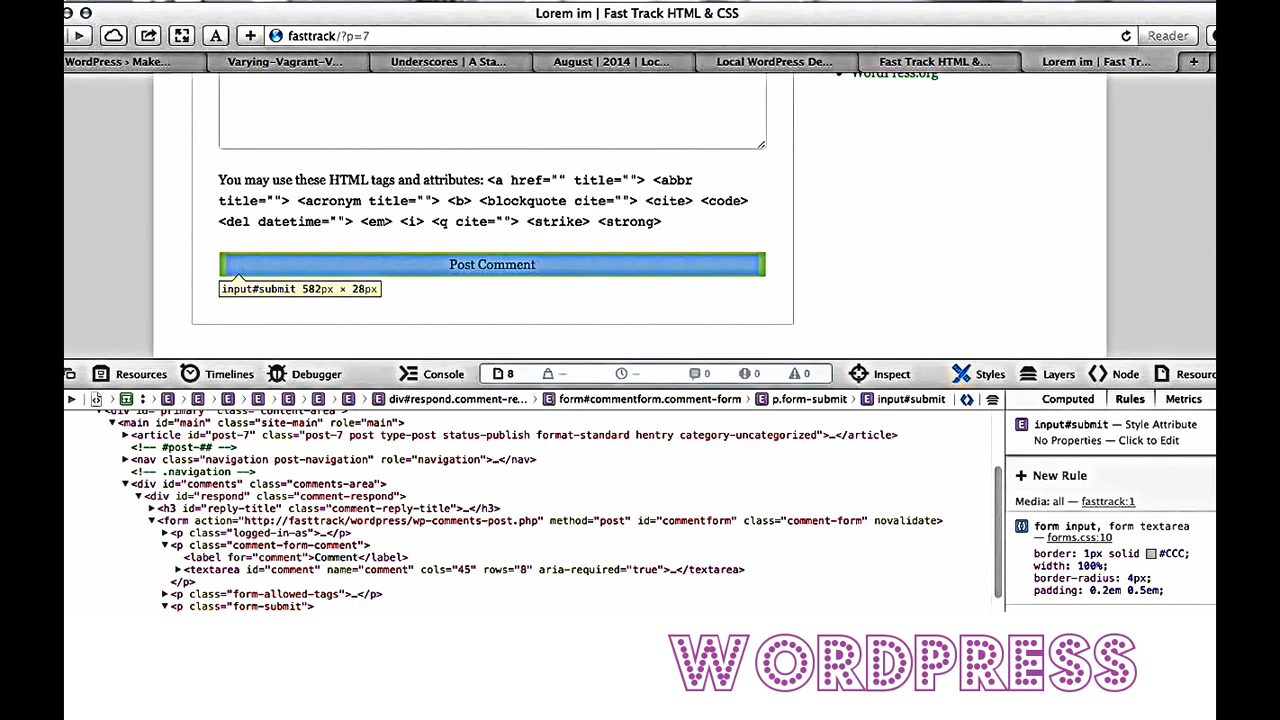 Lorem im | Fast Track HTML & CSS
fasttrack/?p=7
Reader
WordPress › Make...
Varying-Vagrant-V...
Underscores | A Sta...
August | 2014 | Loc...
Local WordPress De...
Fast Track HTML &...
Lorem im | Fast Tr...
WordPress.org
You may use these HTML tags and attributes: <a href="" title=""> <abbr
title=""> <acronym title=""> <b> <blockquote cite=""> <cite> <code>
<del datetime=""> <em> <i> <q cite=""> <strike> <strong>
Post Comment
input#submit 582px × 28px
Resources
Timelines
Debugger
Console
8
0
0
0
Inspect
Styles
Layers
Node
Resourc
div#respond.comment-re...
form#commentform.comment-form
p.form-submit
input#submit
Computed
Rules
Metrics
<div id="primary" class="content-area">
<main id="main" class="site-main" role="main">
<article id="post-7" class="post-7 post type-post status-publish format-standard hentry category-uncategorized">…</article>
<!-- #post-## -->
<nav class="navigation post-navigation" role="navigation">…</nav>
<!-- .navigation -->
<div id="comments" class="comments-area">
<div id="respond" class="comment-respond">
<h3 id="reply-title" class="comment-reply-title">…</h3>
<form action="http://fasttrack/wordpress/wp-comments-post.php" method="post" id="commentform" class="comment-form" novalidate>
<p class="logged-in-as">…</p>
<p class="comment-form-comment">
<label for="comment">Comment</label>
<textarea id="comment" name="comment" cols="45" rows="8" aria-required="true">…</textarea>
</p>
<p class="form-allowed-tags">…</p>
<p class="form-submit">
input#submit — Style Attribute
No Properties — Click to Edit
+ New Rule
Media: all — fasttrack:1
form input, form textarea
— forms.css:10
border: 1px solid #CCC;
width: 100%;
border-radius: 4px;
padding: 0.2em 0.5em;
WORDPRESS